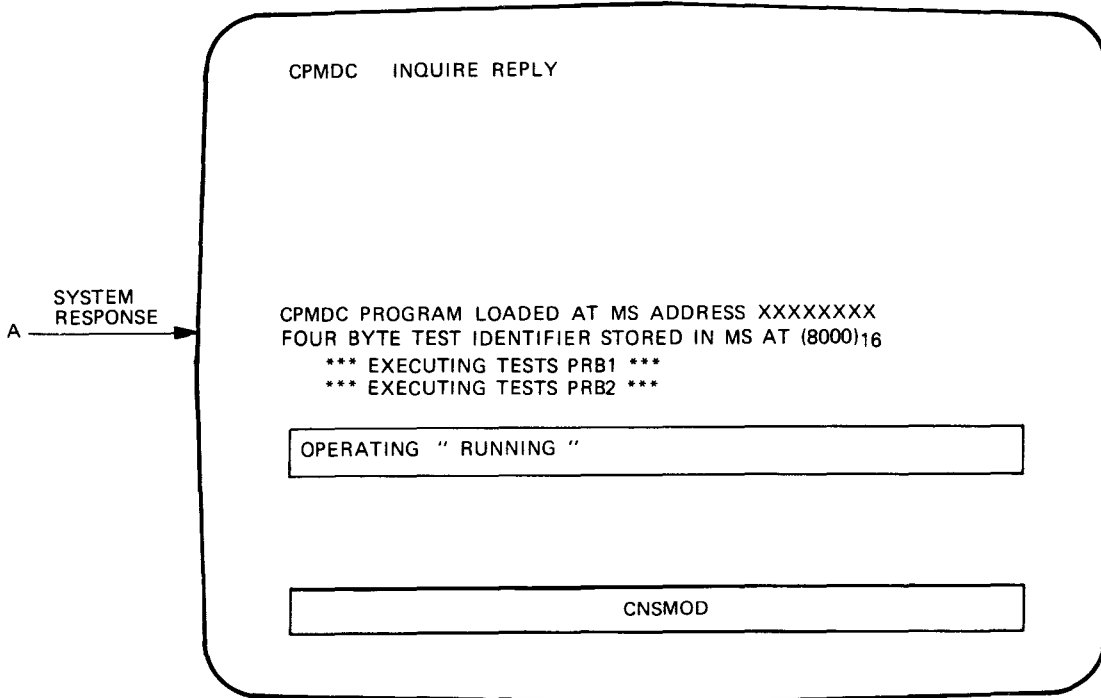 CPMDC INQUIRE REPLY
A SYSTEM RESPONSE
CPMDC PROGRAM LOADED AT MS ADDRESS XXXXXXXX
FOUR BYTE TEST IDENTIFIER STORED IN MS AT (8000)16
*** EXECUTING TESTS PRB1 ***
*** EXECUTING TESTS PRB2 ***
OPERATING " RUNNING "
CNSMOD